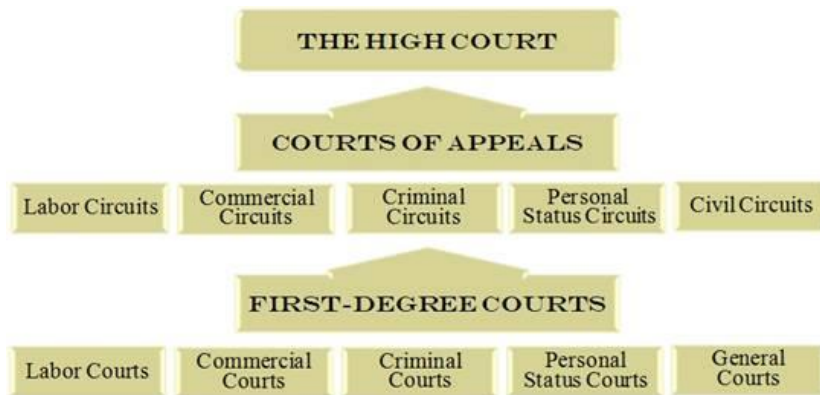 THE HIGH COURT
COURTS OF APPEALS
Labor Circuits
Commercial
Circuits
Criminal
Circuits
Personal
Status Circuits
Civil Circuits
FIRST-DEGREE COURTS
Labor Courts
Commercial
Courts
Criminal
Courts
Personal
Status Courts
General
Courts